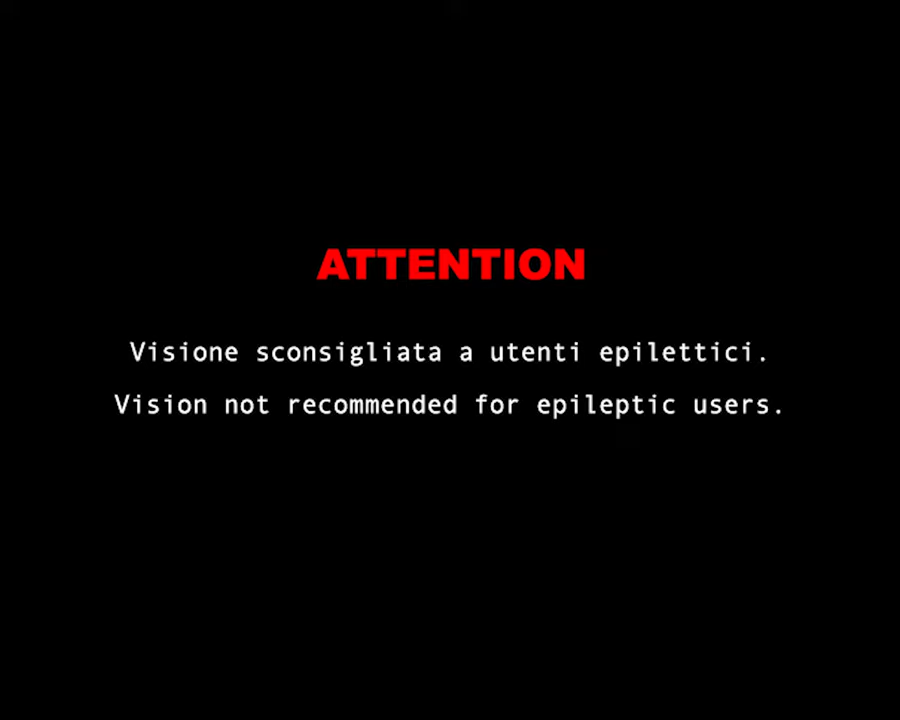 ATTENTION
Visione sconsigliata a utenti epilettici.
Vision not recommended for epileptic users.